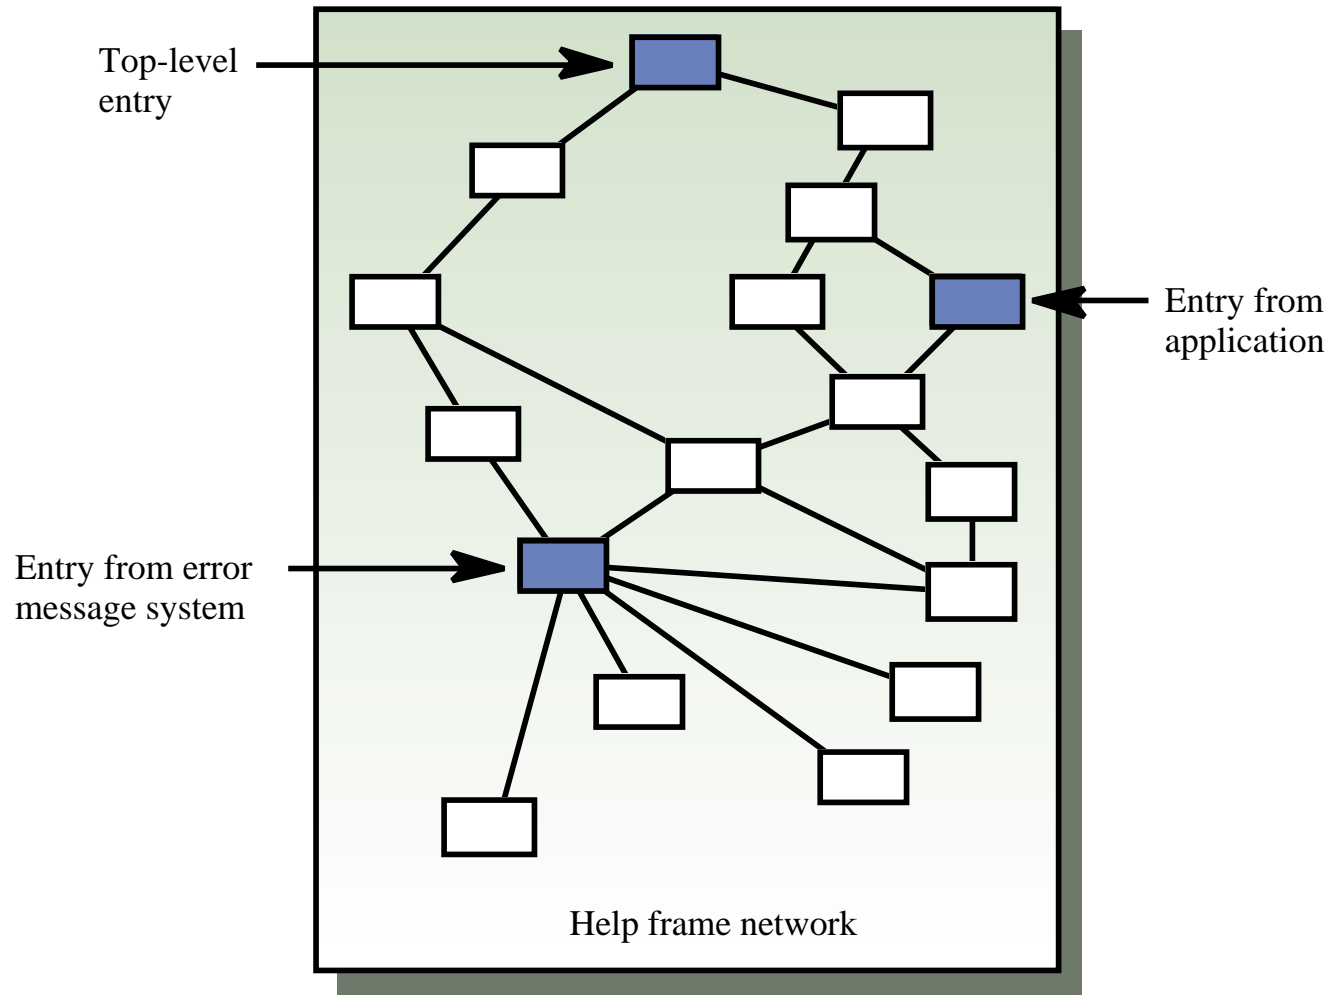 Top-level
entry
Entry from
application
Entry from error
message system
Help frame network